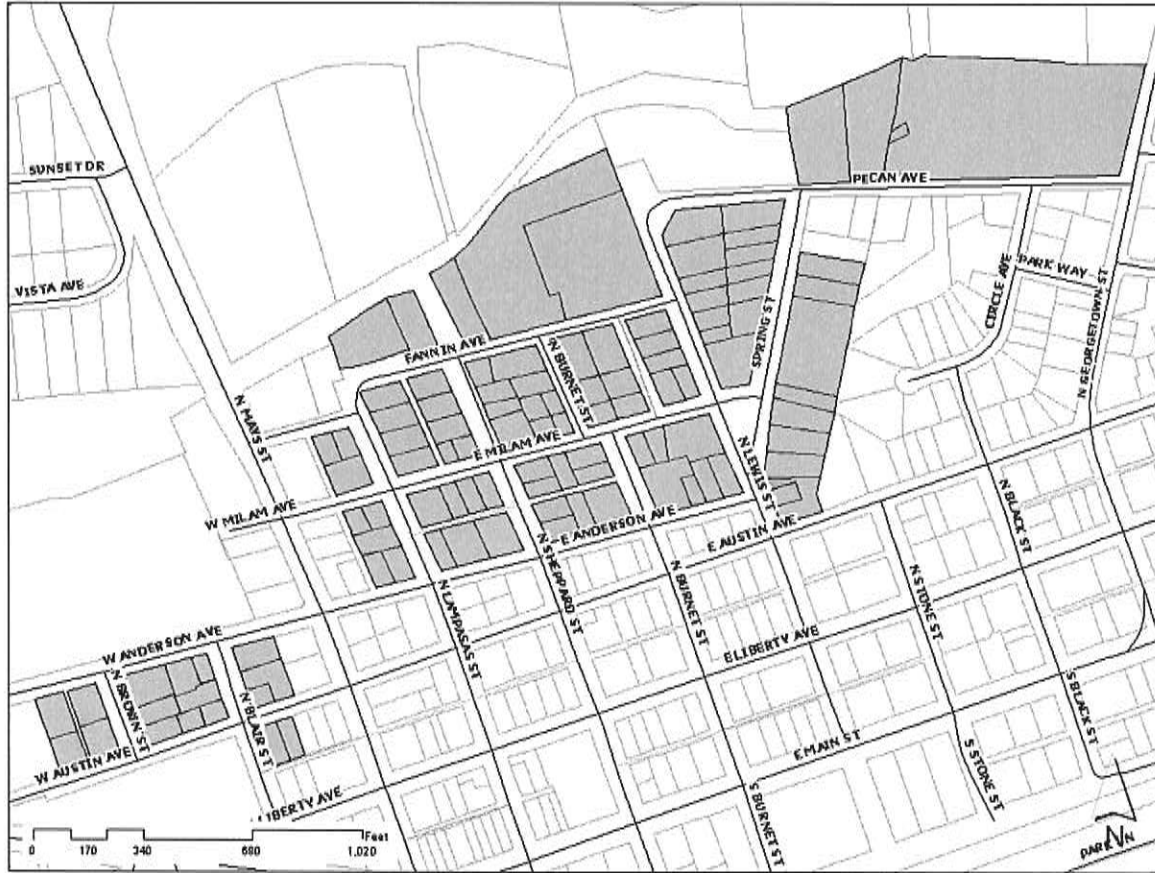 SUNSET DR
VISTA AVE
PECAN AVE
PARK WAY
CIRCLE AVE
N GEORGETOWN ST
SPRING ST
FANNIN AVE
N BURNET ST
N MAYS ST
E MILAM AVE
W MILAM AVE
N LEWIS ST
E ANDERSON AVE
E AUSTIN AVE
N BLACK ST
N SHEPPARD ST
N LAMPASAS ST
N BURNET ST
N STONE ST
W ANDERSON AVE
E LIBERTY AVE
N BROWN ST
N BLAIR ST
S BLACK ST
W AUSTIN AVE
E MAIN ST
S STONE ST
LIBERTY AVE
S BURNET ST
Feet
0 170 340 680 1,020
N
PARK